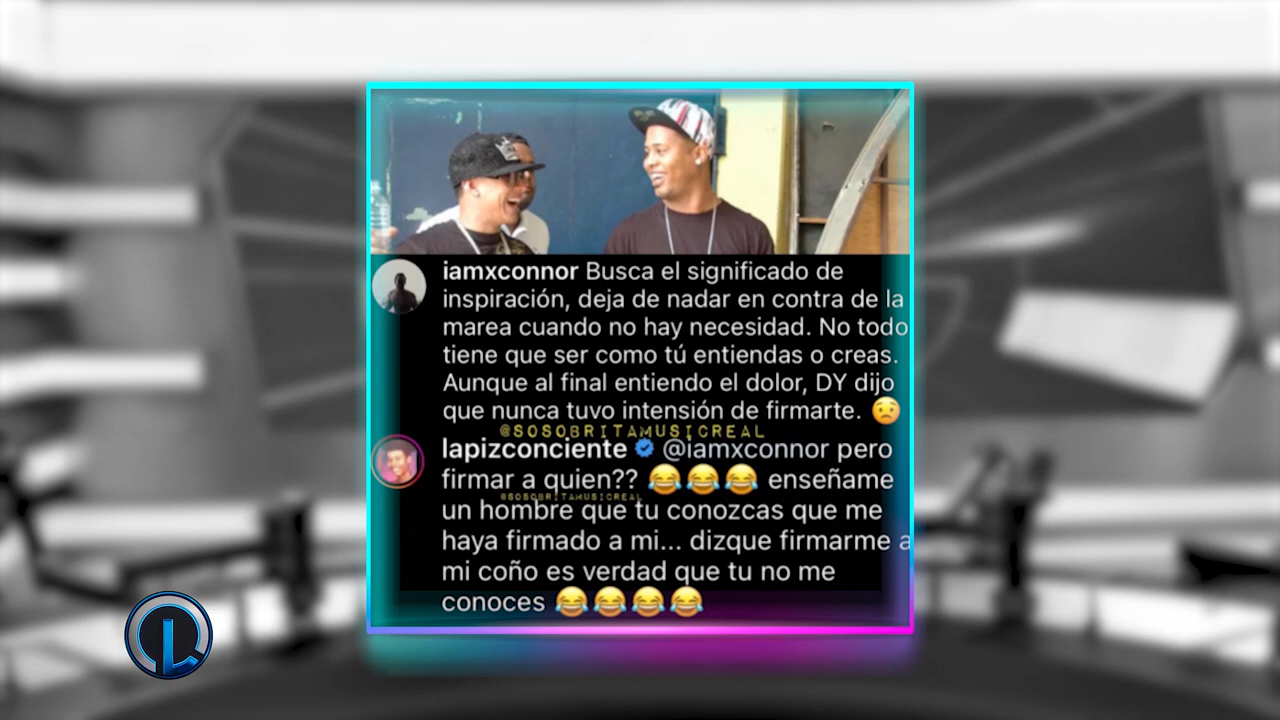 iamxconnor Busca el significado de
inspiración, deja de nadar en contra de la
marea cuando no hay necesidad. No todo
tiene que ser como tú entiendas o creas.
Aunque al final entiendo el dolor, DY dijo
que nunca tuvo intensión de firmarte. 😟
@SOSOBRITAMUSICREAL
lapizconciente @iamxconnor pero
firmar a quien?? 😂😂😂 enseñame
@SOSOBRITAMUSICREAL
un hombre que tu conozcas que me
haya firmado a mi... dizque firmarme a
mi coño es verdad que tu no me
conoces 😂😂😂😂